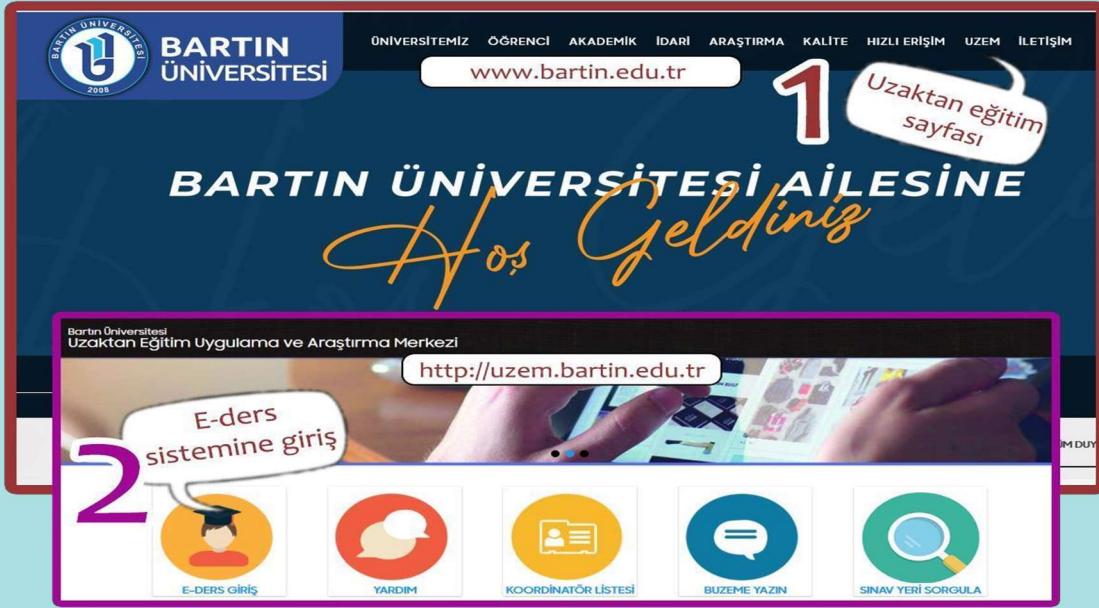 BARTIN ÜNİVERSİTESİ
2008
BARTIN
ÜNİVERSİTESİ
ÜNİVERSİTEMİZ ÖĞRENCİ AKADEMİK İDARİ ARAŞTIRMA KALİTE HIZLI ERİŞİM UZEM İLETİŞİM
www.bartin.edu.tr
1
Uzaktan eğitim
sayfası
BARTIN ÜNİVERSİTESİ AİLESİNE
Hoş Geldiniz
Bartın Üniversitesi
Uzaktan Eğitim Uygulama ve Araştırma Merkezi
http://uzem.bartin.edu.tr
2
E-ders
sistemine giriş
E-DERS GİRİŞ
YARDIM
KOORDİNATÖR LİSTESİ
BUZEME YAZIN
SINAV YERİ SORGULA